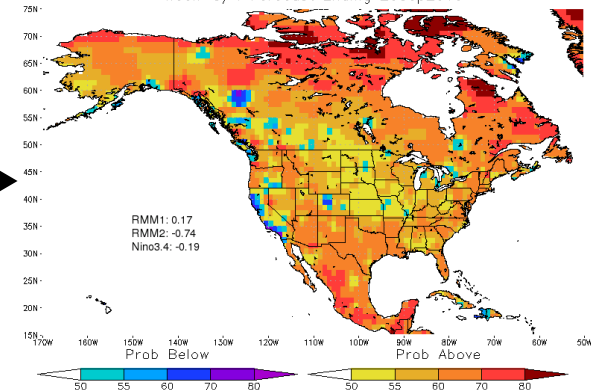 75N
70N
65N
60N
55N
50N
45N
40N
35N
30N
25N
20N
15N
RMM1: 0.17
RMM2: -0.74
Nino3.4: -0.19
170W 160W 150W 140W 130W 120W 110W 100W 90W 80W 70W 60W 50W
Prob Below Prob Above
50 55 60 70 80 50 55 60 70 80